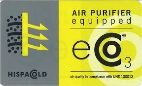 AIR PURIFIER
equipped
eco3
HISPACOLD